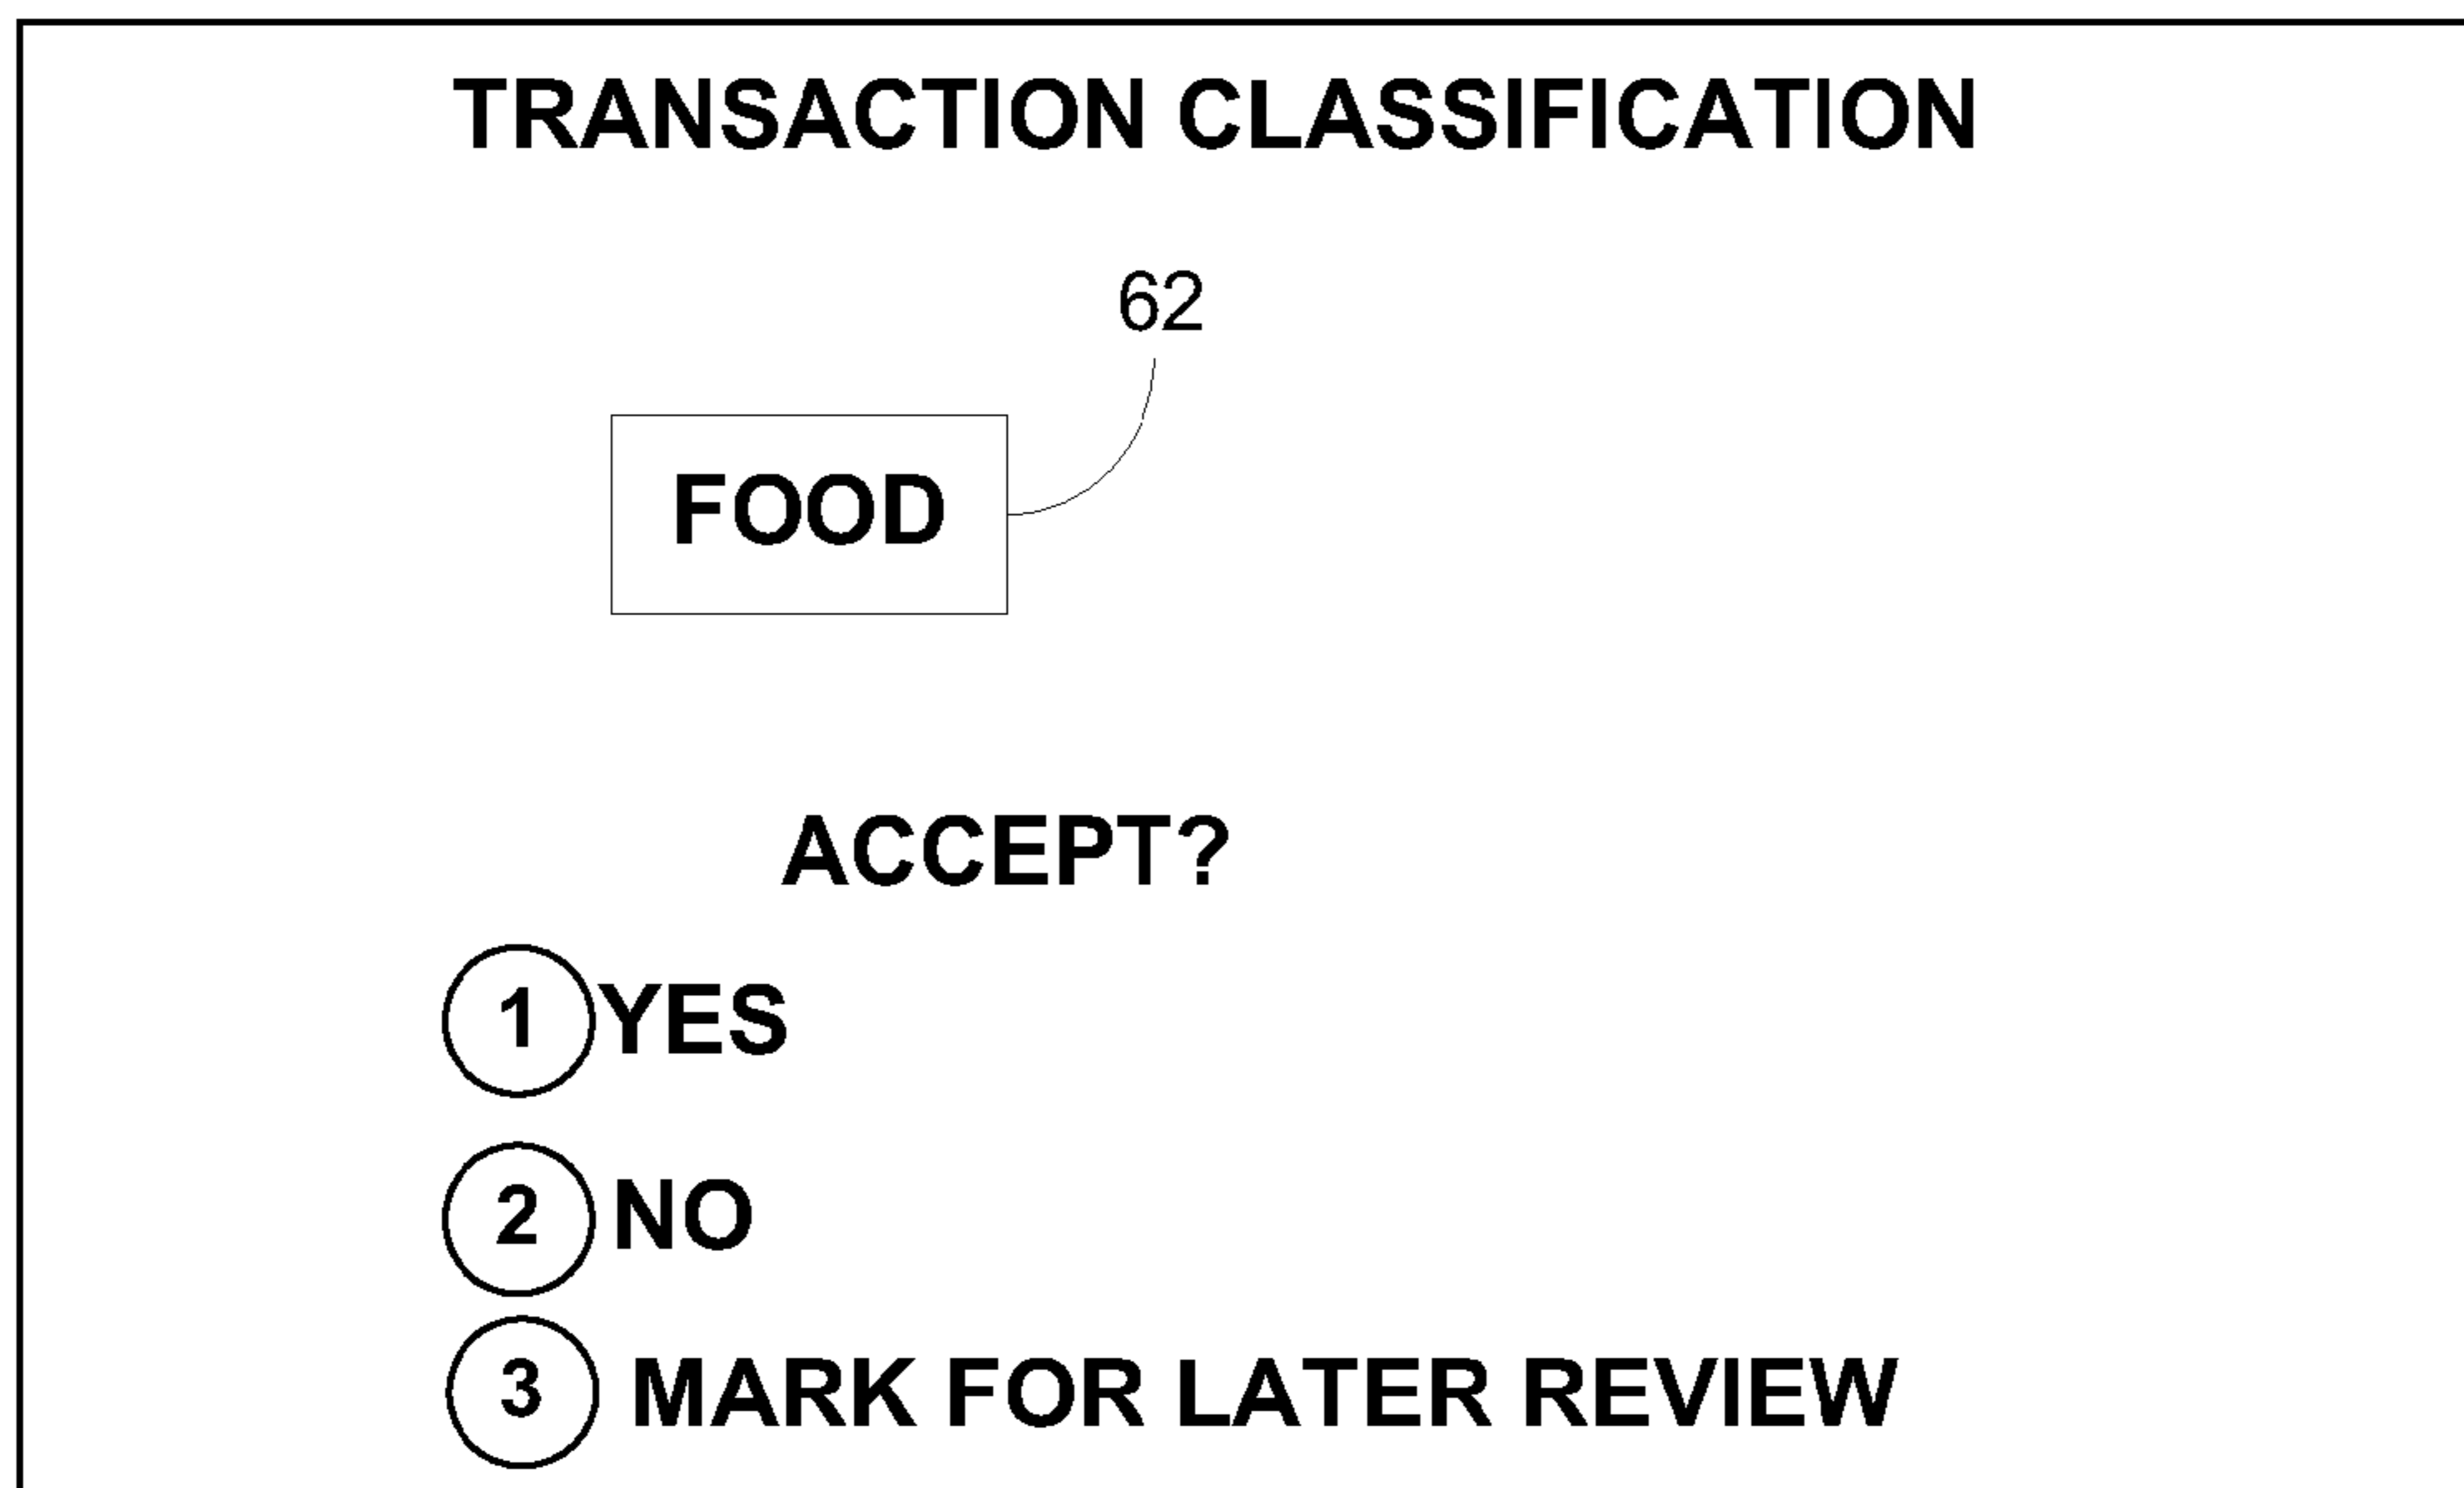 TRANSACTION CLASSIFICATION
62
FOOD
ACCEPT?
1 YES
2 NO
3 MARK FOR LATER REVIEW